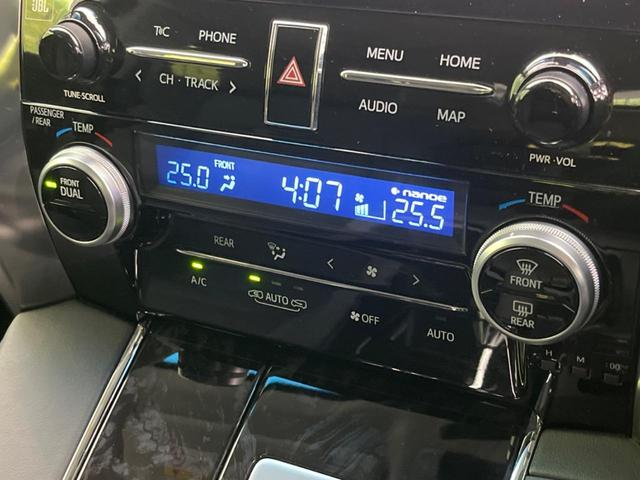 JBL
T/C PHONE
MENU HOME
CH · TRACK
AUDIO MAP
TUNE·SCROLL
PWR·VOL
PASSENGER
/REAR
TEMP
TEMP
FRONT
DUAL
25.0 FRONT 4:07 nanoe 25.5
REAR
FRONT
REAR
A/C
AUTO
OFF
AUTO
H M :00